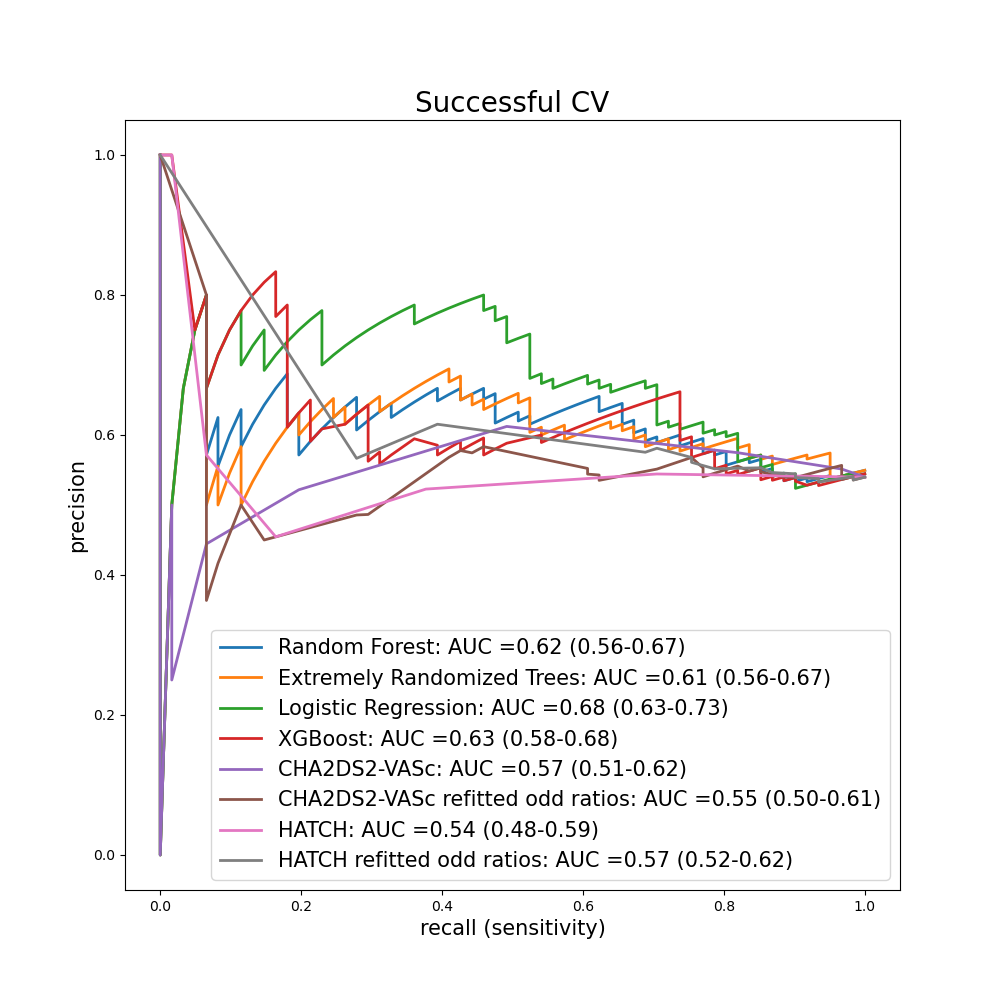 Successful CV
1.0
0.8
0.6
0.4
0.2
0.0
precision
Random Forest: AUC =0.62 (0.56-0.67)
Extremely Randomized Trees: AUC =0.61 (0.56-0.67)
Logistic Regression: AUC =0.68 (0.63-0.73)
XGBoost: AUC =0.63 (0.58-0.68)
CHA2DS2-VASc: AUC =0.57 (0.51-0.62)
CHA2DS2-VASc refitted odd ratios: AUC =0.55 (0.50-0.61)
HATCH: AUC =0.54 (0.48-0.59)
HATCH refitted odd ratios: AUC =0.57 (0.52-0.62)
0.0 0.2 0.4 0.6 0.8 1.0
recall (sensitivity)